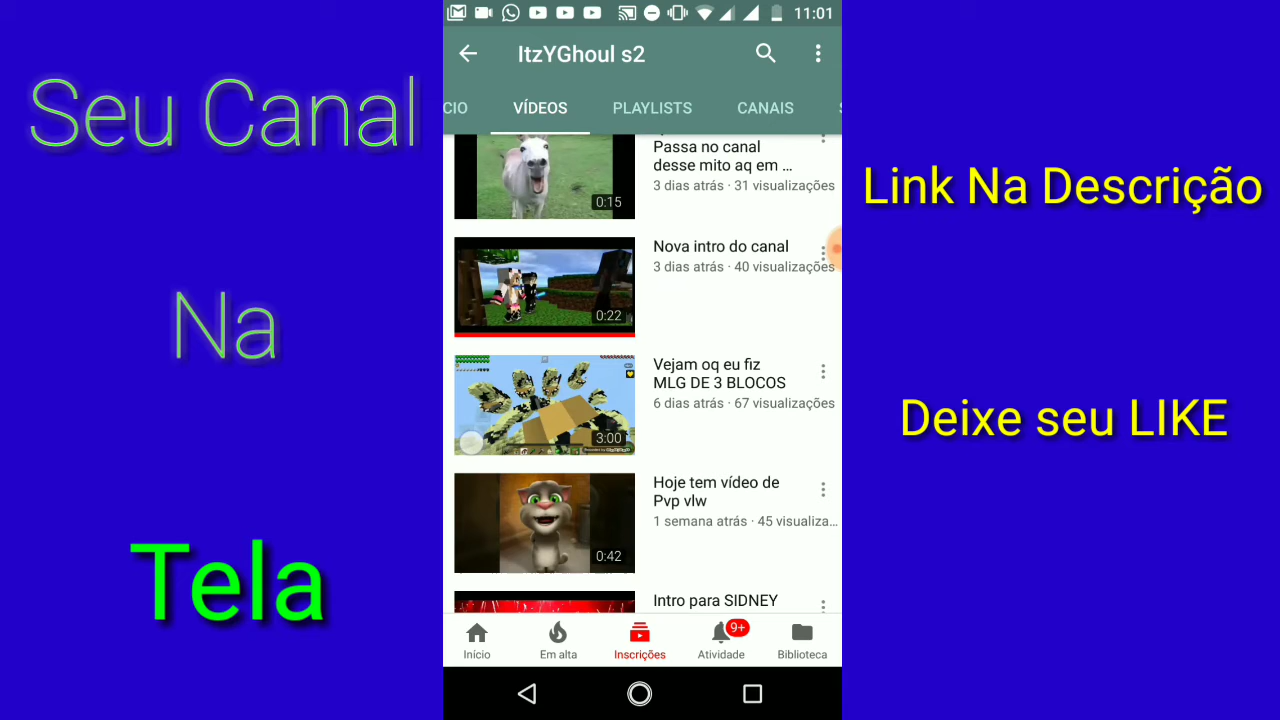 Seu Canal
Na
Tela
11:01
ItzYGhoul s2
CIO
VÍDEOS
PLAYLISTS
CANAIS
Passa no canal
desse mito aq em ...
3 dias atrás · 31 visualizações
0:15
Nova intro do canal
3 dias atrás · 40 visualizações
0:22
Vejam oq eu fiz
MLG DE 3 BLOCOS
6 dias atrás · 67 visualizações
3:00
Hoje tem vídeo de
Pvp vlw
1 semana atrás · 45 visualiza...
0:42
Intro para SIDNEY
9+
Início
Em alta
Inscrições
Atividade
Biblioteca
Link Na Descrição
Deixe seu LIKE